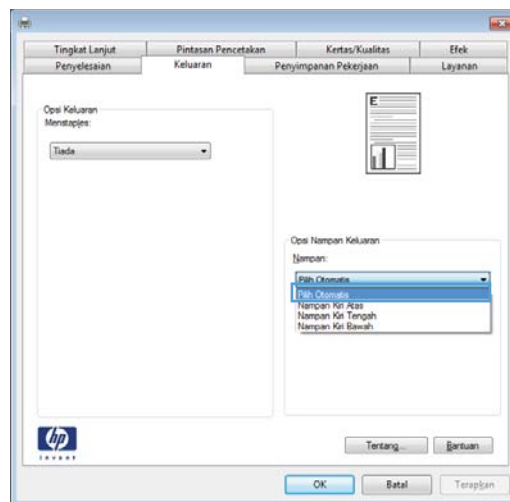 Tingkat Lanjut Pintasan Pencetakan Kertas/Kualitas Efek
Penyelesaian Keluaran Penyimpanan Pekerjaan Layanan
E
Opsi Keluaran
Menstaples:
Tiada
Opsi Nampan Keluaran
Nampan:
Pilih Otomatis
Pilih Otomatis
Nampan Kiri Atas
Nampan Kiri Tengah
Nampan Kiri Bawah
hp
invent
Tentang... Bantuan
OK Batal Terapkan